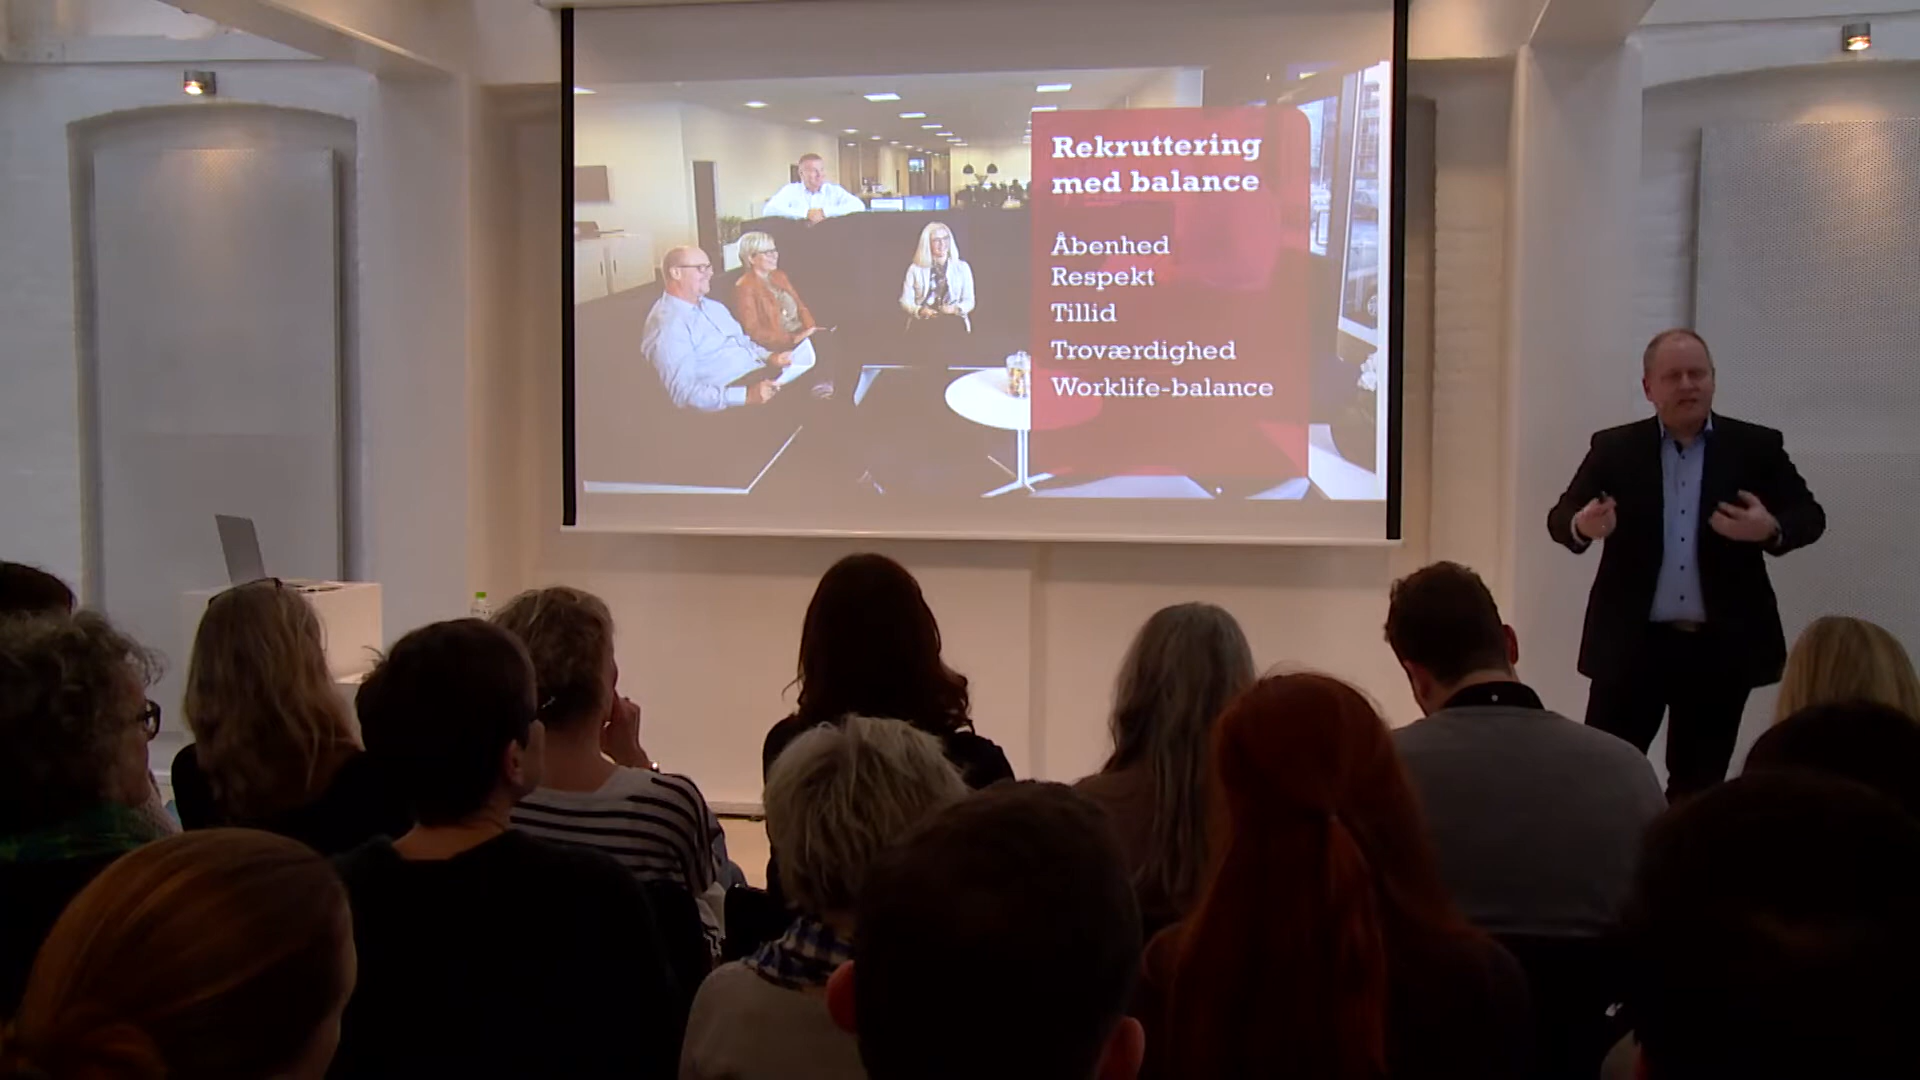 Rekruttering
med balance
Åbenhed
Respekt
Tillid
Troværdighed
Worklife-balance